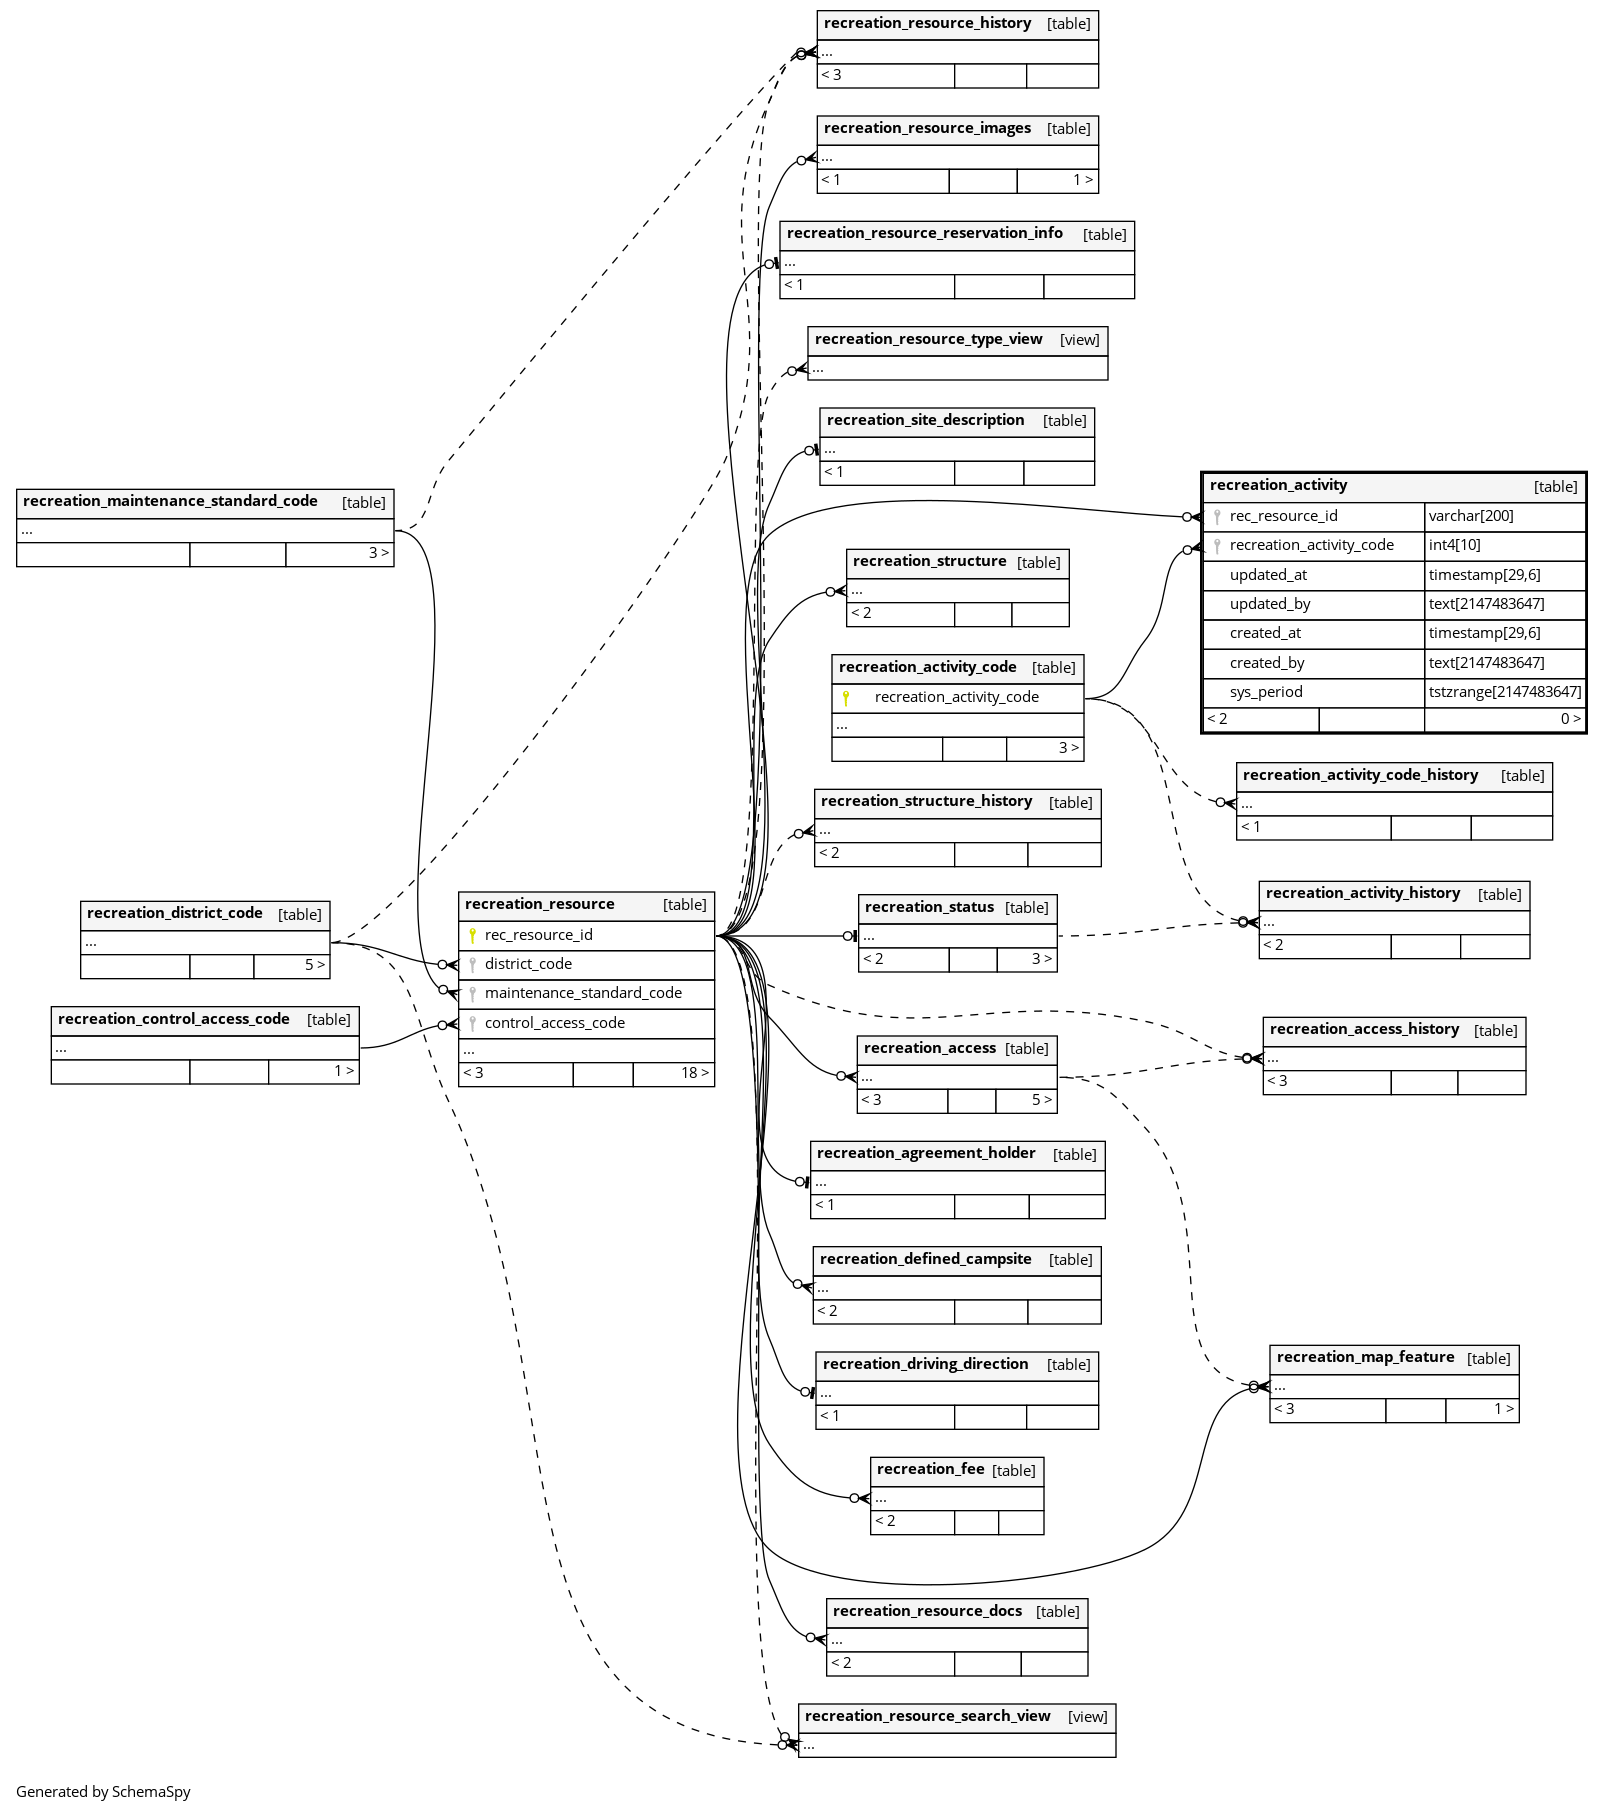 recreation_resource_history [table]
...
< 3
recreation_resource_images [table]
...
< 1 1 >
recreation_resource_reservation_info [table]
...
< 1
recreation_resource_type_view [view]
...
recreation_site_description [table]
...
< 1
recreation_activity [table]
rec_resource_id varchar[200]
recreation_activity_code int4[10]
updated_at timestamp[29,6]
updated_by text[2147483647]
created_at timestamp[29,6]
created_by text[2147483647]
sys_period tstzrange[2147483647]
< 2 0 >
recreation_maintenance_standard_code [table]
...
3 >
recreation_structure [table]
...
< 2
recreation_activity_code [table]
recreation_activity_code
...
3 >
recreation_activity_code_history [table]
...
< 1
recreation_structure_history [table]
...
< 2
recreation_district_code [table]
...
5 >
recreation_resource [table]
rec_resource_id
district_code
maintenance_standard_code
control_access_code
...
< 3 18 >
recreation_status [table]
...
< 2 3 >
recreation_activity_history [table]
...
< 2
recreation_control_access_code [table]
...
1 >
recreation_access [table]
...
< 3 5 >
recreation_access_history [table]
...
< 3
recreation_agreement_holder [table]
...
< 1
recreation_defined_campsite [table]
...
< 2
recreation_driving_direction [table]
...
< 1
recreation_map_feature [table]
...
< 3 1 >
recreation_fee [table]
...
< 2
recreation_resource_docs [table]
...
< 2
recreation_resource_search_view [view]
...
Generated by SchemaSpy